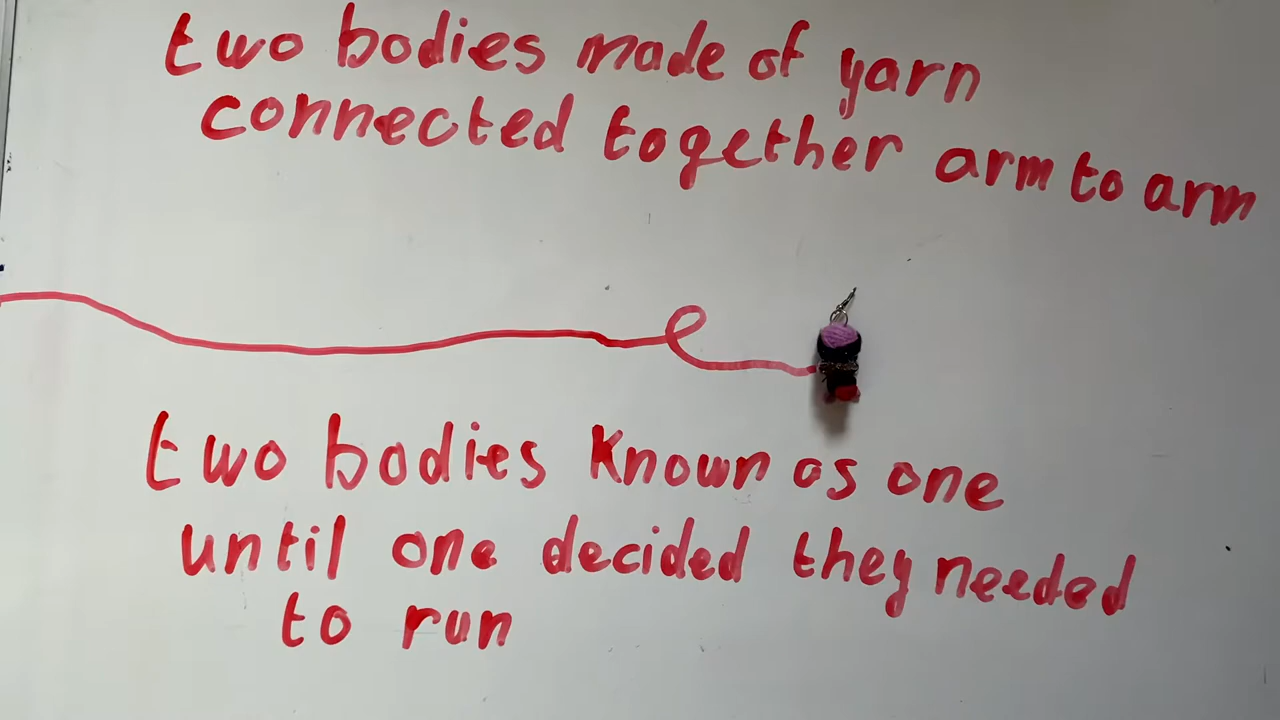 two bodies made of yarn
connected together arm to arm
two bodies known as one
until one decided they needed
to run